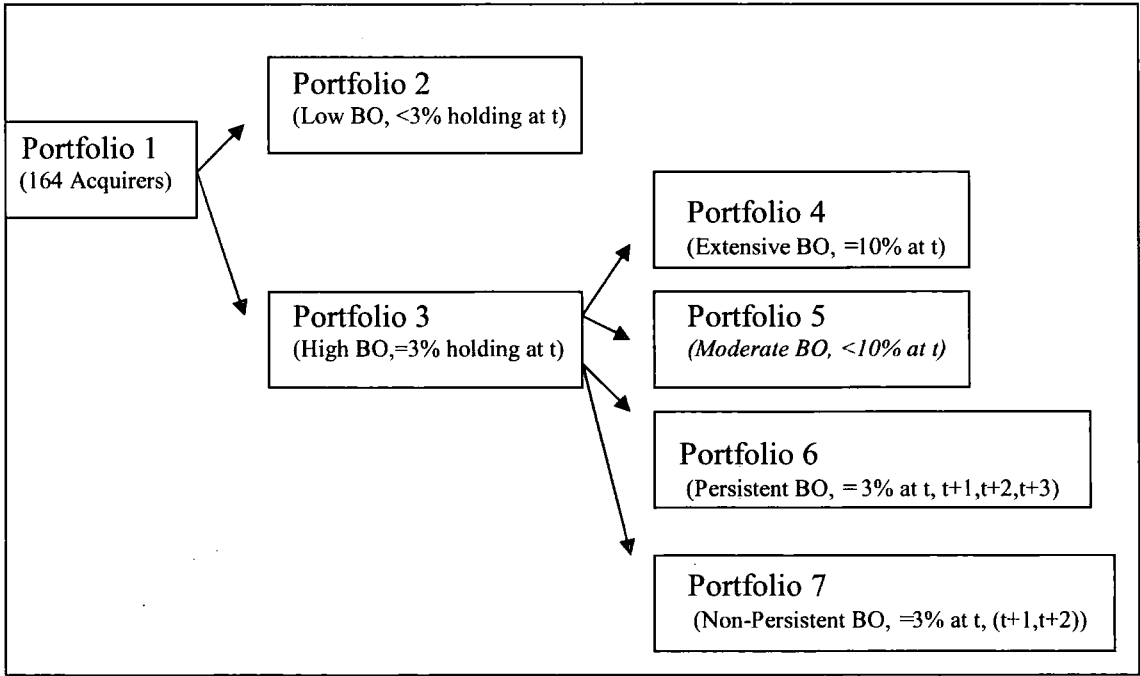 Portfolio 1
(164 Acquirers)
Portfolio 2
(Low BO, <3% holding at t)
Portfolio 3
(High BO,=3% holding at t)
Portfolio 4
(Extensive BO, =10% at t)
Portfolio 5
(Moderate BO, <10% at t)
Portfolio 6
(Persistent BO, =3% at t, t+1,t+2,t+3)
Portfolio 7
(Non-Persistent BO, =3% at t, (t+1,t+2))